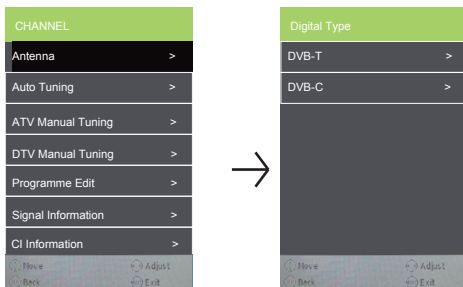 CHANNEL
Antenna >
Auto Tuning >
ATV Manual Tuning >
DTV Manual Tuning >
Programme Edit >
Signal Information >
CI Information >
Move Adjust
Back Exit
Digital Type
DVB-T >
DVB-C >
Move Adjust
Back Exit